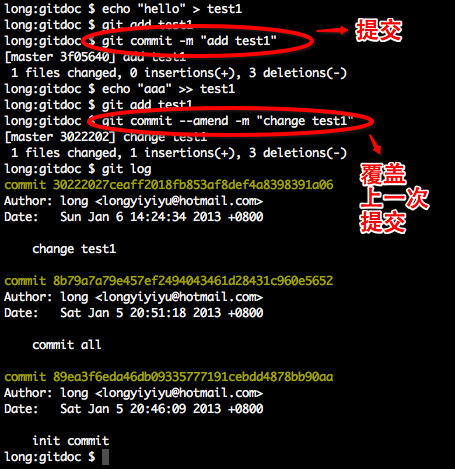 long:gitdoc $ echo "hello" > test1
long:gitdoc $ git add test1
long:gitdoc $ git commit -m "add test1"
提交
[master 3f05640] add test1
1 files changed, 0 insertions(+), 3 deletions(-)
long:gitdoc $ echo "aaa" >> test1
long:gitdoc $ git add test1
long:gitdoc $ git commit --amend -m "change test1"
[master 3022202] change test1
1 files changed, 1 insertions(+), 3 deletions(-)
long:gitdoc $ git log
覆盖
上一次
提交
commit 30222027ceaff2018fb853af8def4a8398391a06
Author: long <longyiyiyu@hotmail.com>
Date:   Sun Jan 6 14:24:34 2013 +0800
change test1
commit 8b79a7a79e457ef2494043461d28431c960e5652
Author: long <longyiyiyu@hotmail.com>
Date:   Sat Jan 5 20:51:18 2013 +0800
commit all
commit 89ea3f6eda46db09335777191cebdd4878bb90aa
Author: long <longyiyiyu@hotmail.com>
Date:   Sat Jan 5 20:46:09 2013 +0800
init commit
long:gitdoc $